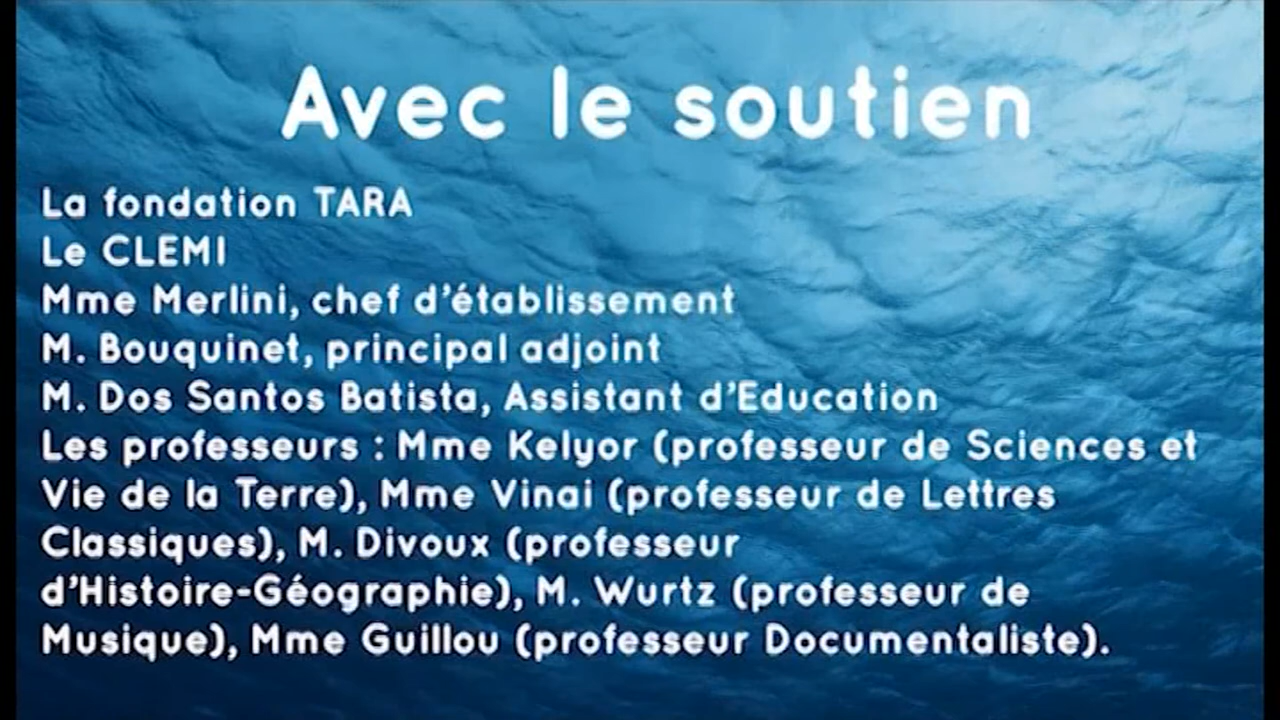 Avec le soutien
La fondation TARA
Le CLEMI
Mme Merlini, chef d'établissement
M. Bouquinet, principal adjoint
M. Dos Santos Batista, Assistant d'Education
Les professeurs : Mme Kelyor (professeur de Sciences et
Vie de la Terre), Mme Vinai (professeur de Lettres
Classiques), M. Divoux (professeur
d'Histoire-Géographie), M. Wurtz (professeur de
Musique), Mme Guillou (professeur Documentaliste).